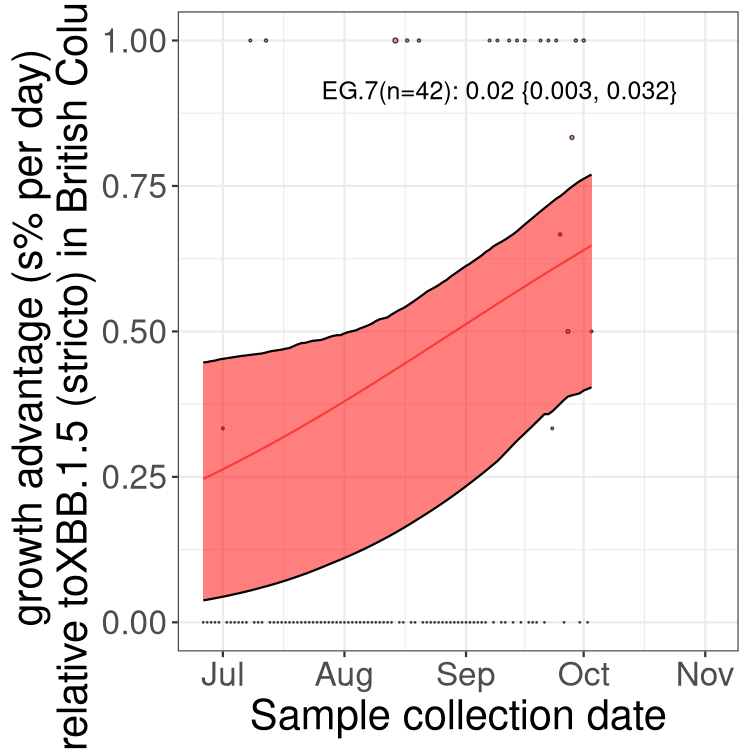 growth advantage (s% per day)
relative toXBB.1.5 (stricto) in British Colu
1.00
0.75
0.50
0.25
0.00
EG.7(n=42): 0.02 {0.003, 0.032}
Jul Aug Sep Oct Nov
Sample collection date